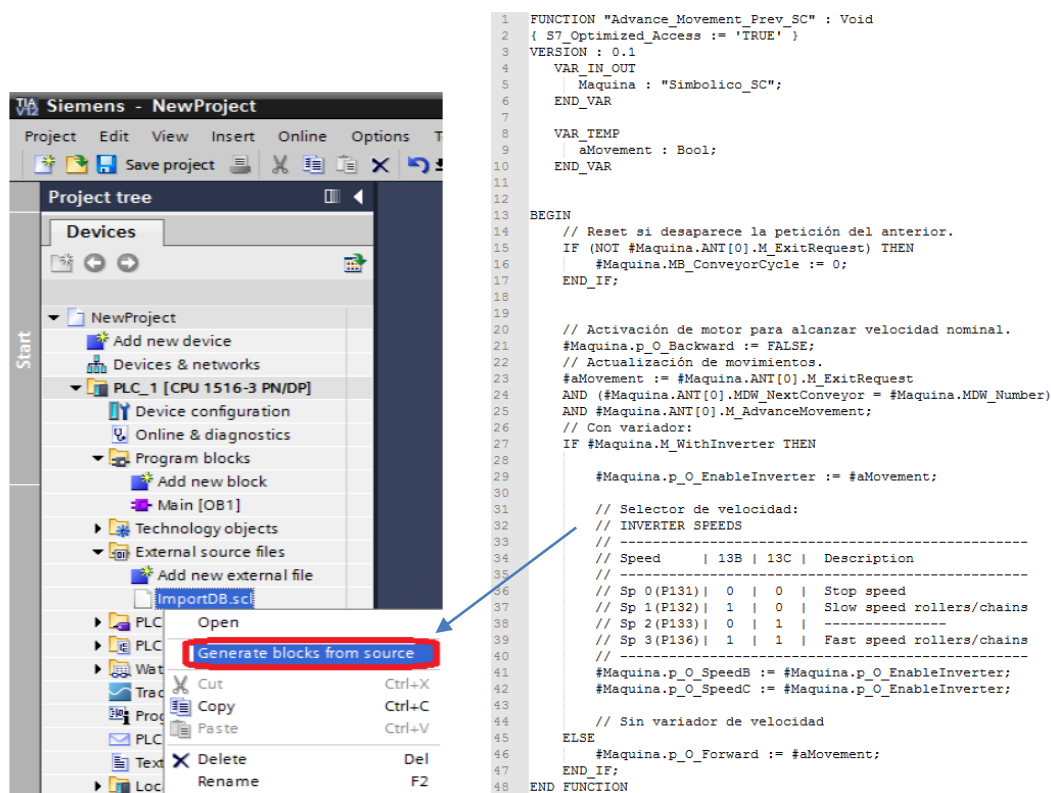 TIA
V12
Siemens - NewProject
Project Edit View Insert Online Options T
Save project
Project tree
Devices
Start
NewProject
Add new device
Devices & networks
PLC_1 [CPU 1516-3 PN/DP]
Device configuration
Online & diagnostics
Program blocks
Add new block
Main [OB1]
Technology objects
External source files
Add new external file
ImportDB.scl
PLC
PLC
Wat
Trac
Prog
PLC
Text
Loc
Open
Generate blocks from source
Cut Ctrl+X
Copy Ctrl+C
Paste Ctrl+V
Delete Del
Rename F2
1 FUNCTION "Advance_Movement_Prev_SC" : Void
2 { S7_Optimized_Access := 'TRUE' }
3 VERSION : 0.1
4 VAR_IN_OUT
5 Maquina : "Simbolico_SC";
6 END_VAR
7
8 VAR_TEMP
9 aMovement : Bool;
10 END_VAR
11
12
13 BEGIN
14 // Reset si desaparece la petición del anterior.
15 IF (NOT #Maquina.ANT[0].M_ExitRequest) THEN
16 #Maquina.MB_ConveyorCycle := 0;
17 END_IF;
18
19
20 // Activación de motor para alcanzar velocidad nominal.
21 #Maquina.p_O_Backward := FALSE;
22 // Actualización de movimientos.
23 #aMovement := #Maquina.ANT[0].M_ExitRequest
24 AND (#Maquina.ANT[0].MDW_NextConveyor = #Maquina.MDW_Number)
25 AND #Maquina.ANT[0].M_AdvanceMovement;
26 // Con variador:
27 IF #Maquina.M_WithInverter THEN
28
29 #Maquina.p_O_EnableInverter := #aMovement;
30
31 // Selector de velocidad:
32 // INVERTER SPEEDS
33 // ---------------------------------------------------
34 // Speed | 13B | 13C | Description
35 // ---------------------------------------------------
36 // Sp 0(P131)| 0 | 0 | Stop speed
37 // Sp 1(P132)| 1 | 0 | Slow speed rollers/chains
38 // Sp 2(P133)| 0 | 1 | ---------------
39 // Sp 3(P136)| 1 | 1 | Fast speed rollers/chains
40 // ---------------------------------------------------
41 #Maquina.p_O_SpeedB := #Maquina.p_O_EnableInverter;
42 #Maquina.p_O_SpeedC := #Maquina.p_O_EnableInverter;
43
44 // Sin variador de velocidad
45 ELSE
46 #Maquina.p_O_Forward := #aMovement;
47 END_IF;
48 END_FUNCTION